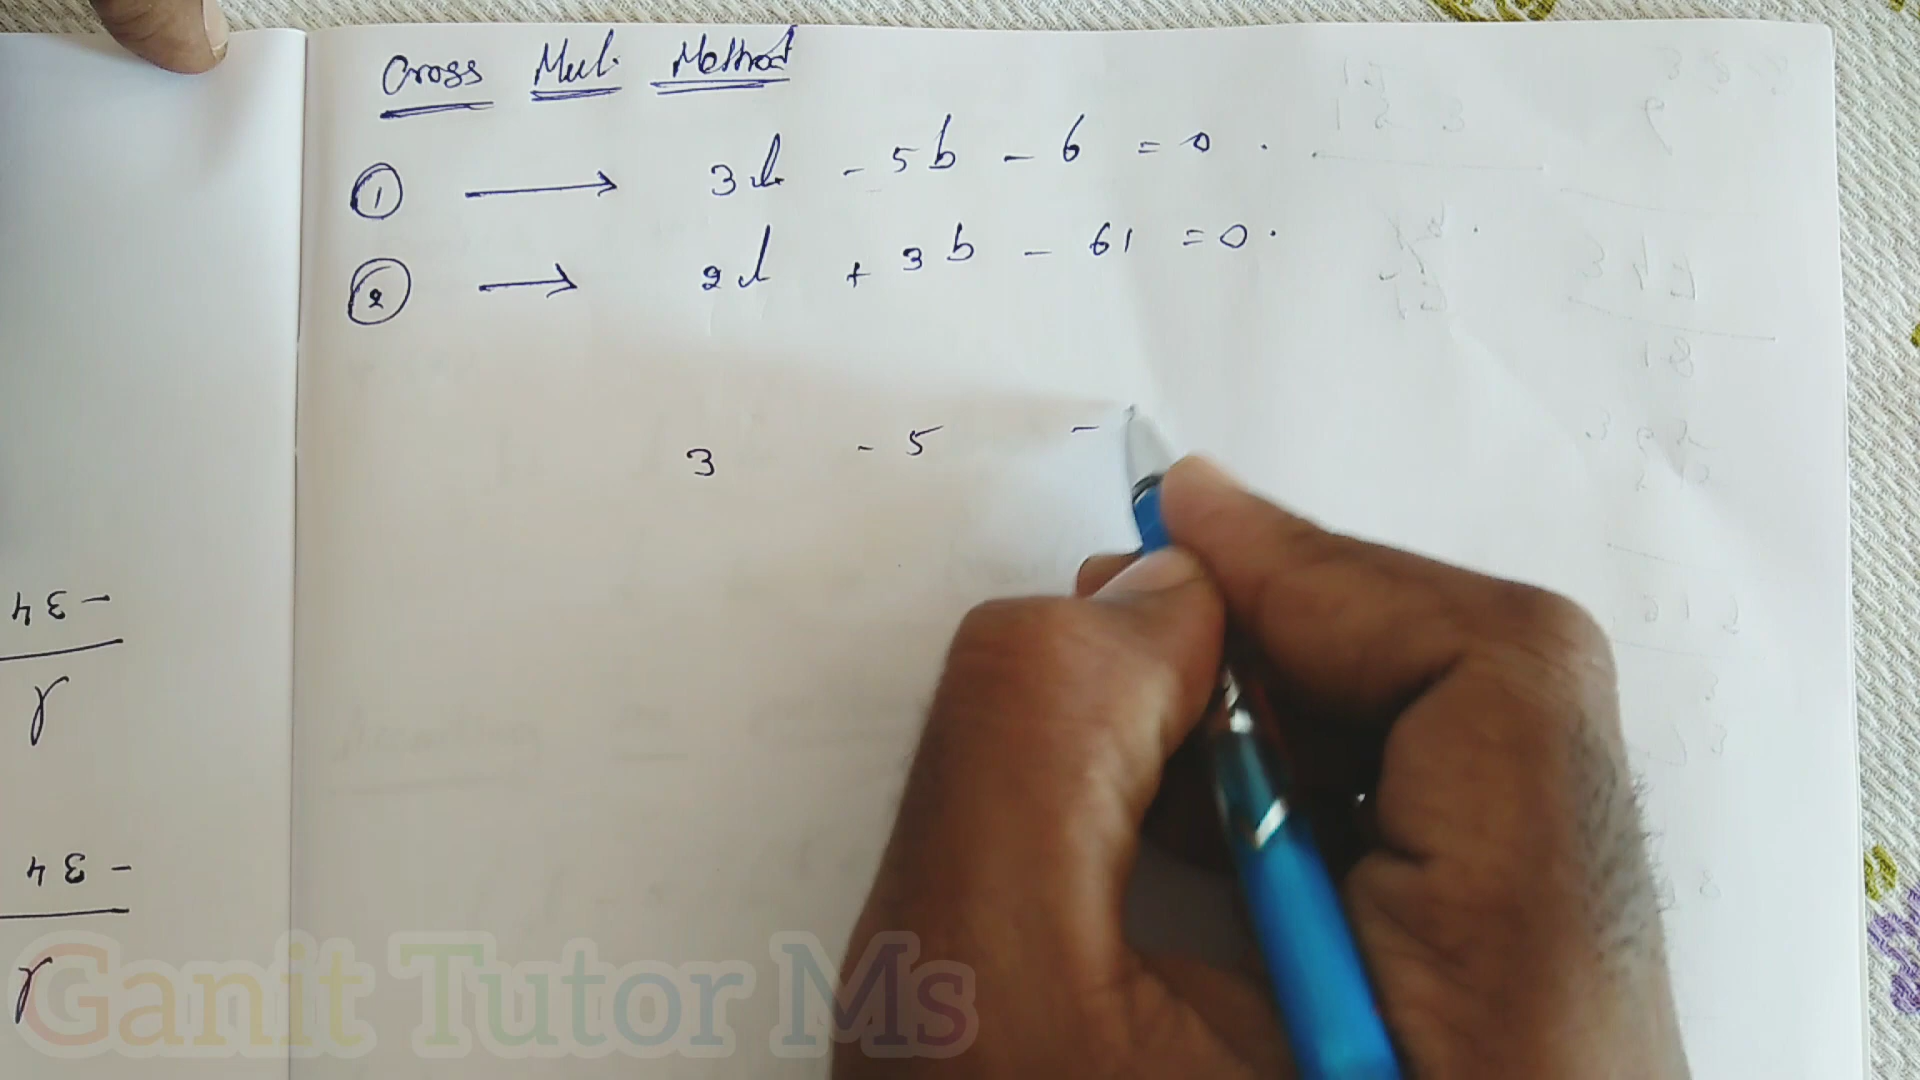 Cross Mul. Method
① → 3l - 5b - 6 = 0 .
② → 2l + 3b - 61 = 0 .
3 - 5 -
- 34
- 34
Ganit Tutor Ms